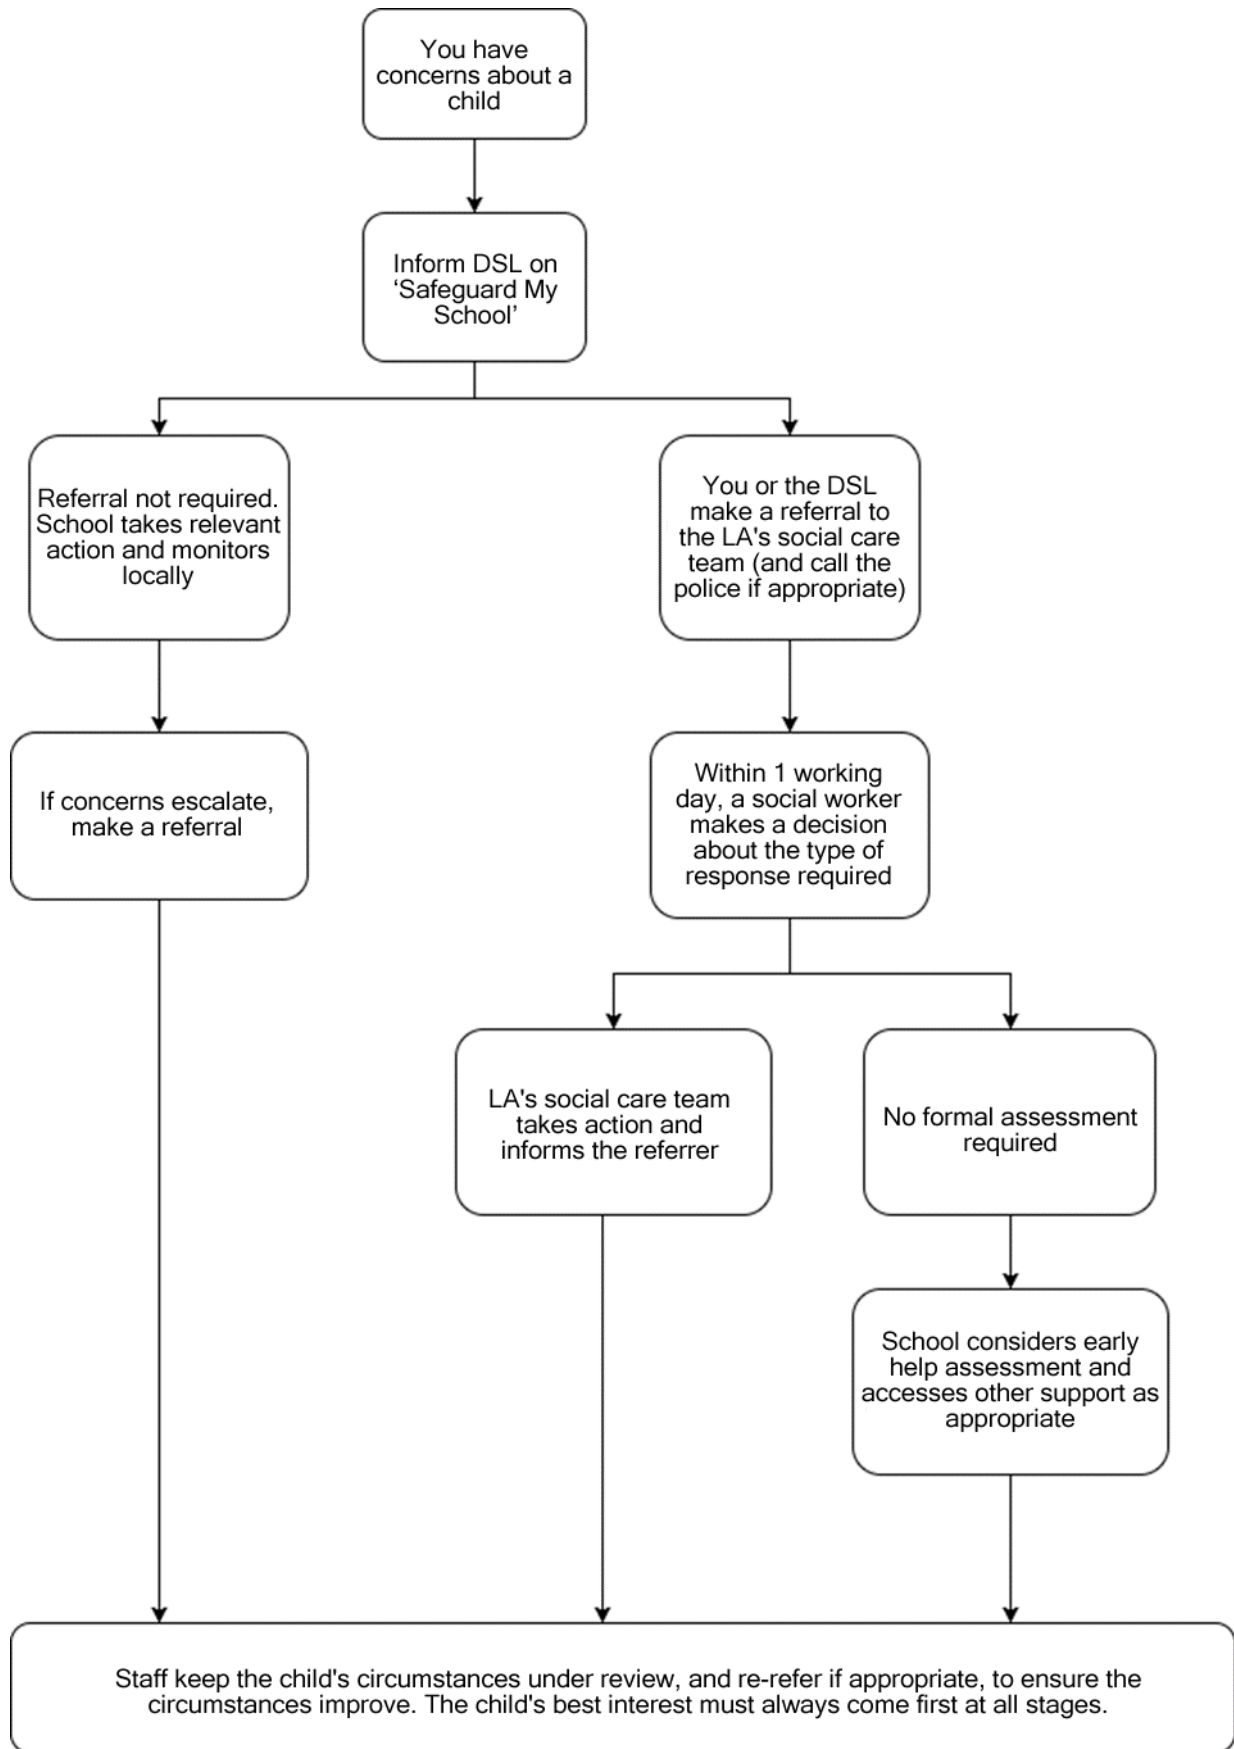 You have
concerns about a
child
Inform DSL on
‘Safeguard My
School’
Referral not required.
School takes relevant
action and monitors
locally
You or the DSL
make a referral to
the LA's social care
team (and call the
police if appropriate)
If concerns escalate,
make a referral
Within 1 working
day, a social worker
makes a decision
about the type of
response required
LA's social care team
takes action and
informs the referrer
No formal assessment
required
School considers early
help assessment and
accesses other support as
appropriate
Staff keep the child's circumstances under review, and re-refer if appropriate, to ensure the
circumstances improve. The child's best interest must always come first at all stages.